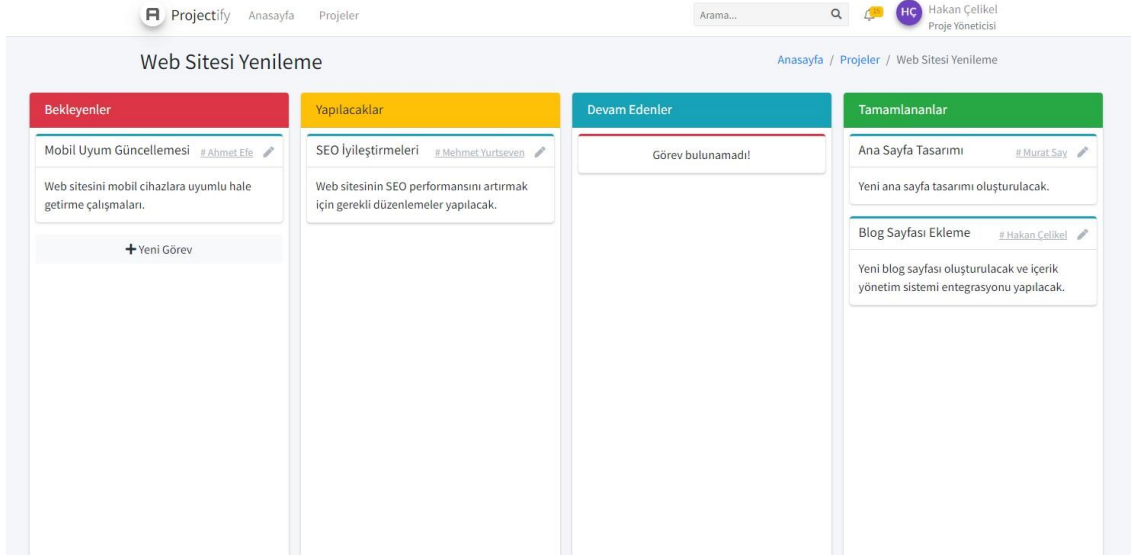 Projectify Anasayfa Projeler Arama... HÇ Hakan Çelikel
Proje Yöneticisi
Web Sitesi Yenileme
Anasayfa / Projeler / Web Sitesi Yenileme
Bekleyenler
Mobil Uyum Güncellemesi # Ahmet Efe
Web sitesini mobil cihazlara uyumlu hale
getirme çalışmaları.
+ Yeni Görev
Yapılacaklar
SEO İyileştirmeleri # Mehmet Yurtseven
Web sitesinin SEO performansını artırmak
için gerekli düzenlemeler yapılacak.
Devam Edenler
Görev bulunamadı!
Tamamlananlar
Ana Sayfa Tasarımı # Murat Say
Yeni ana sayfa tasarımı oluşturulacak.
Blog Sayfası Ekleme # Hakan Çelikel
Yeni blog sayfası oluşturulacak ve içerik
yönetim sistemi entegrasyonu yapılacak.